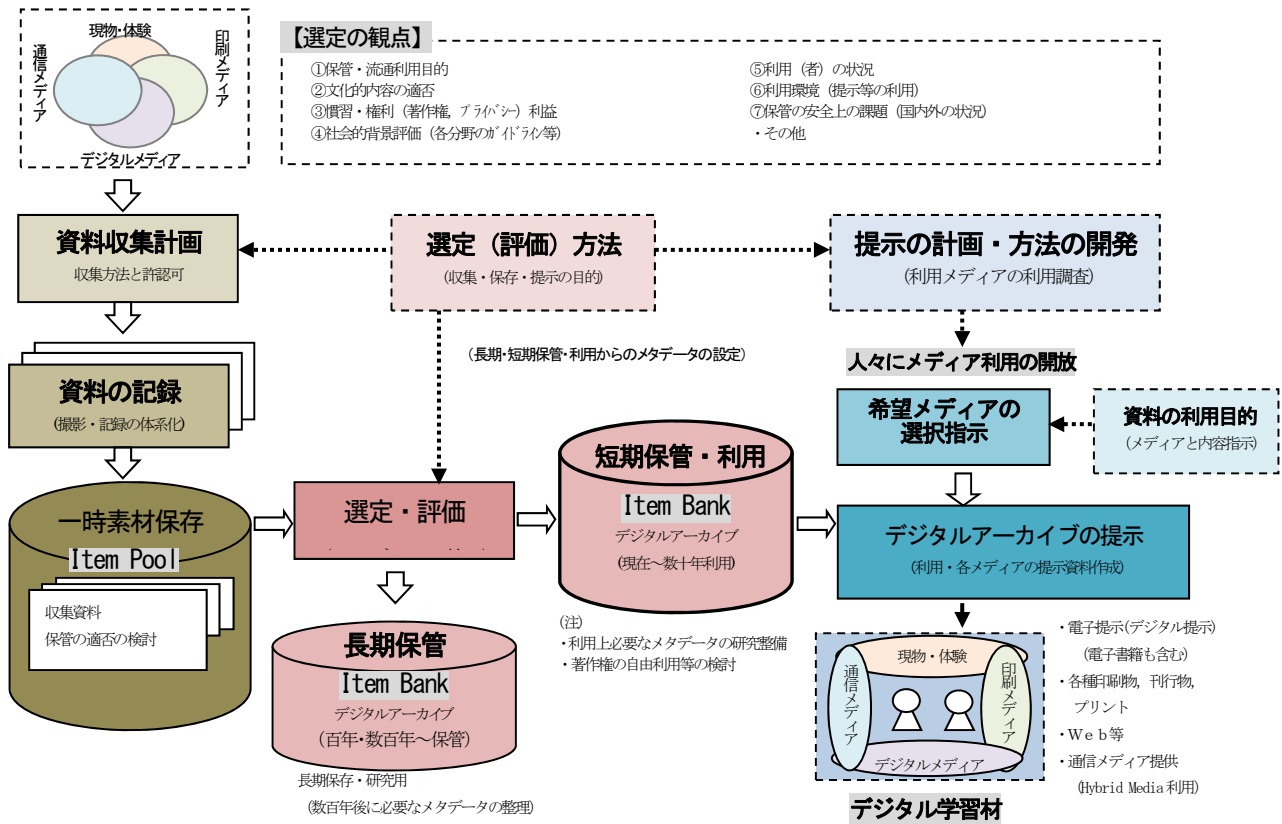 現物・体験
通信メディア
印刷メディア
デジタルメディア
【選定の観点】
①保管・流通利用目的
②文化的内容の適否
③慣習・権利（著作権，プライバシー）利益
④社会的背景評価（各分野のガイドライン等）
⑤利用（者）の状況
⑥利用環境（提示等の利用）
⑦保管の安全上の課題（国内外の状況）
・その他
資料収集計画
収集方法と許認可
選定（評価）方法
(収集・保存・提示の目的)
提示の計画・方法の開発
(利用メディアの利用調査)
(長期・短期保管・利用からのメタデータの設定)
人々にメディア利用の開放
資料の記録
(撮影・記録の体系化)
希望メディアの
選択指示
資料の利用目的
(メディアと内容指示)
一時素材保存
Item Pool
収集資料
保管の適否の検討
選定・評価
短期保管・利用
Item Bank
デジタルアーカイブ
(現在～数十年利用)
デジタルアーカイブの提示
(利用・各メディアの提示資料作成)
(注)
・利用上必要なメタデータの研究整備
・著作権の自由利用等の検討
長期保管
Item Bank
デジタルアーカイブ
(百年・数百年～保管)
長期保存・研究用
(数百年後に必要なメタデータの整理)
現物・体験
通信メディア
印刷メディア
デジタルメディア
デジタル学習材
・電子提示(デジタル提示)
(電子書籍も含む)
・各種印刷物，刊行物，
プリント
・Ｗｅｂ等
・通信メディア提供
(Hybrid Media 利用)